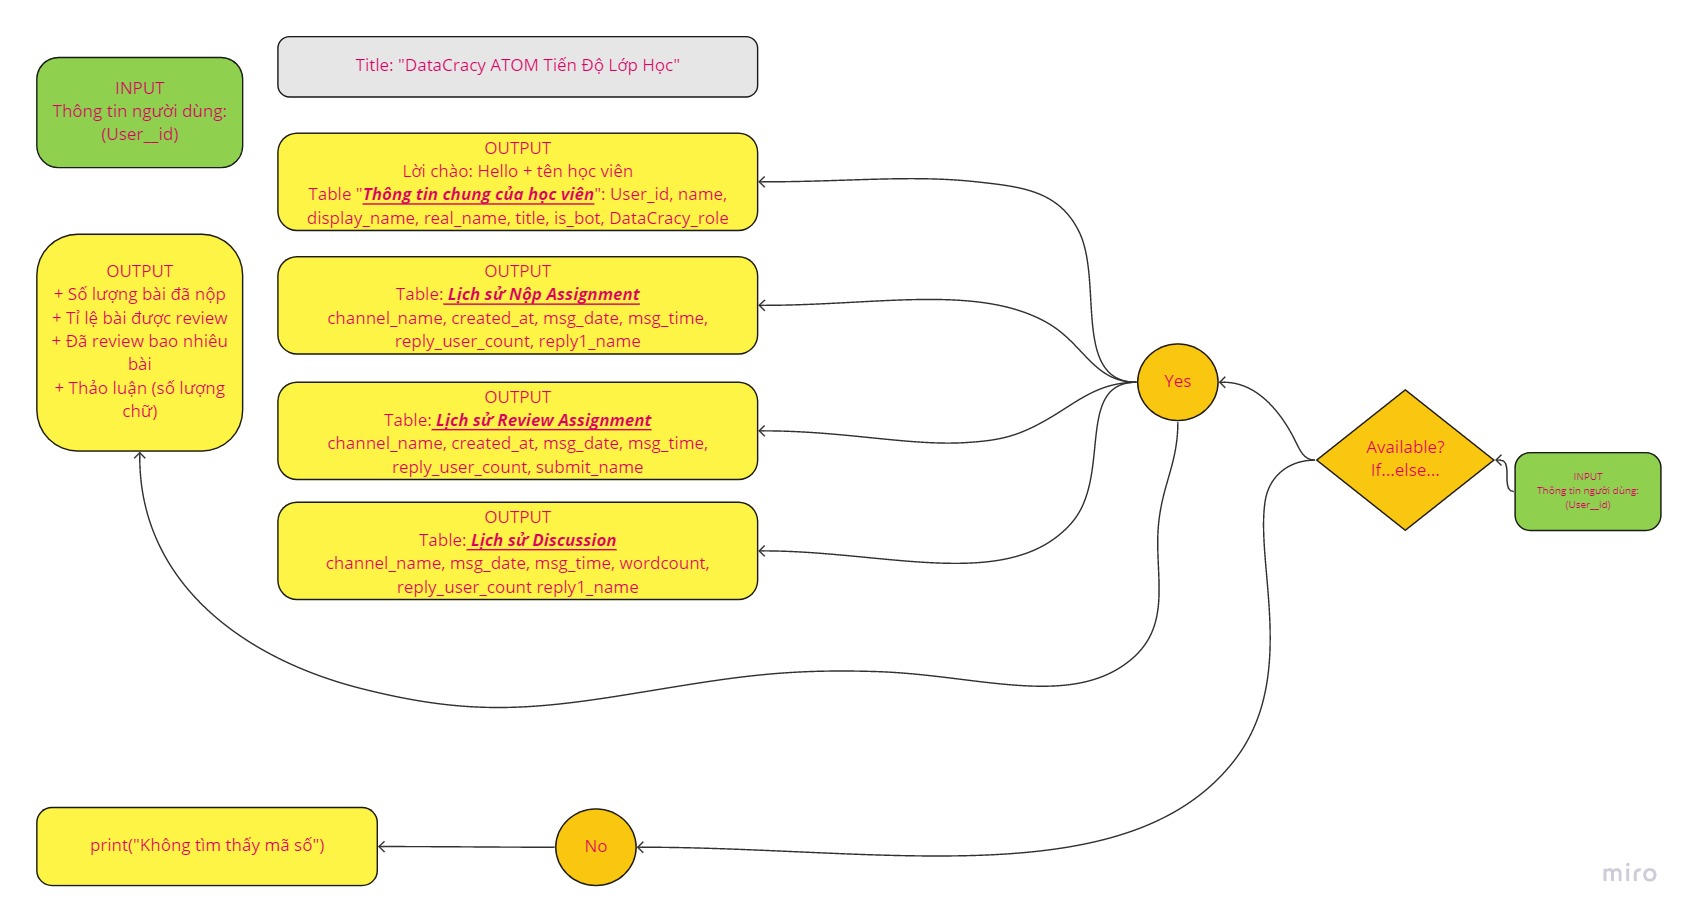 Title: "DataCracy ATOM Tiến Độ Lớp Học"
INPUT
Thông tin người dùng:
(User__id)
OUTPUT
Lời chào: Hello + tên học viên
Table "Thông tin chung của học viên": User_id, name,
display_name, real_name, title, is_bot, DataCracy_role
OUTPUT
+ Số lượng bài đã nộp
+ Tỉ lệ bài được review
+ Đã review bao nhiêu
bài
+ Thảo luận (số lượng
chữ)
OUTPUT
Table: Lịch sử Nộp Assignment
channel_name, created_at, msg_date, msg_time,
reply_user_count, reply1_name
OUTPUT
Table: Lịch sử Review Assignment
channel_name, created_at, msg_date, msg_time,
reply_user_count, submit_name
OUTPUT
Table: Lịch sử Discussion
channel_name, msg_date, msg_time, wordcount,
reply_user_count reply1_name
Yes
Available?
If...else...
INPUT
Thông tin người dùng:
(User__id)
print("Không tìm thấy mã số")
No
miro